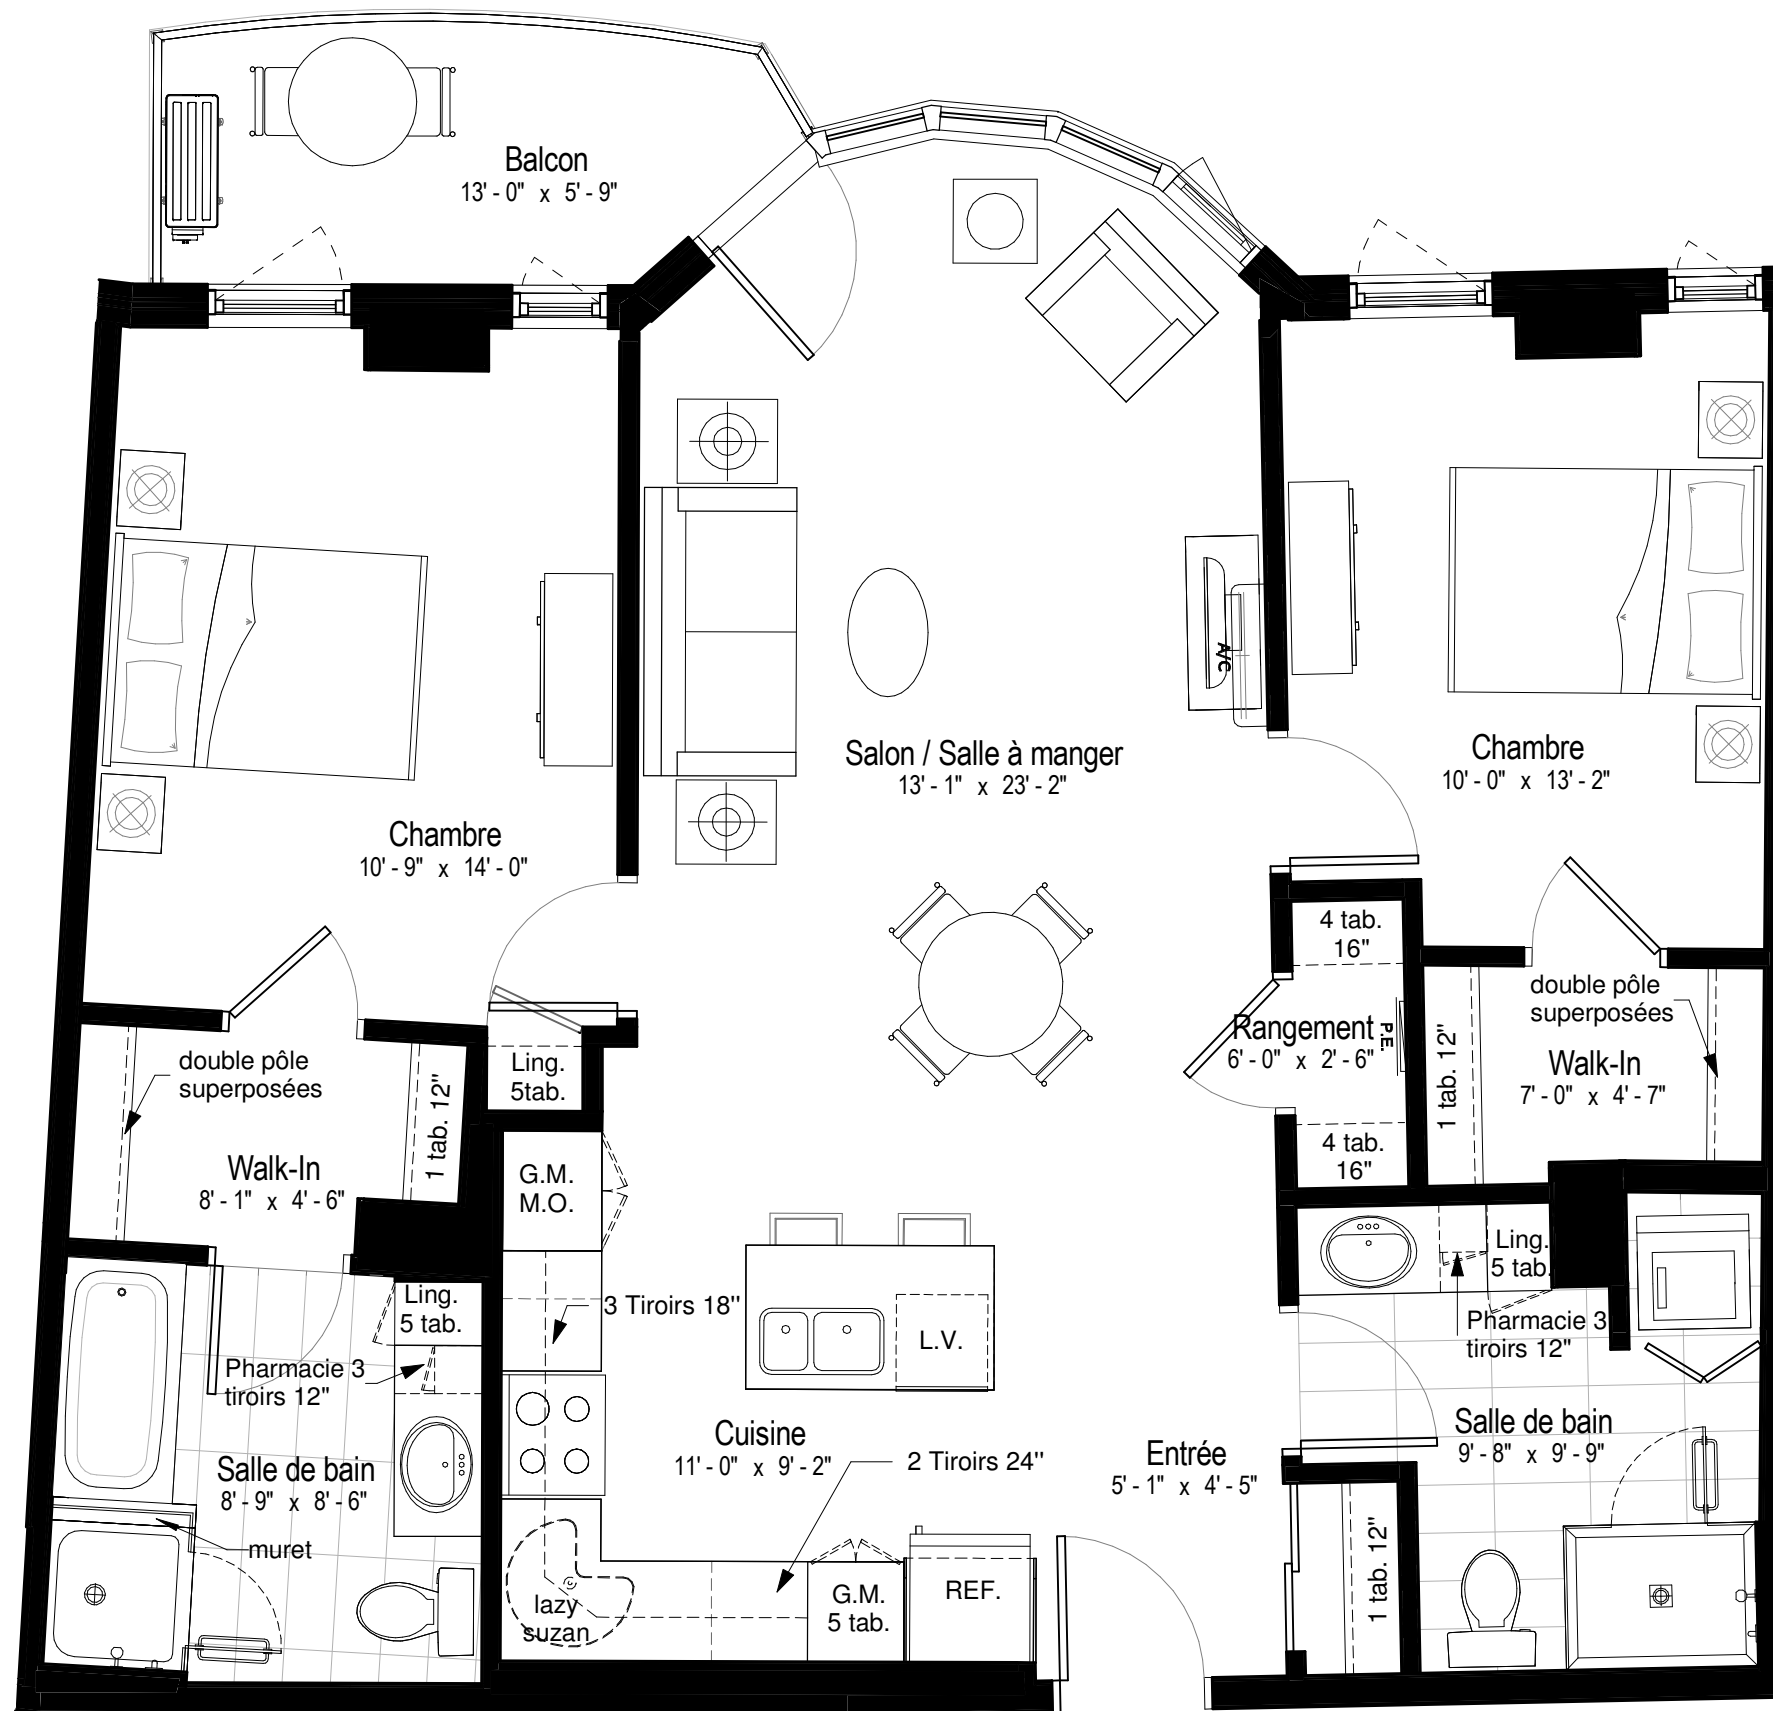 Balcon
13' - 0" x 5' - 9"
Salon / Salle à manger
13' - 1" x 23' - 2"
A/C
Chambre
10' - 0" x 13' - 2"
Chambre
10' - 9" x 14' - 0"
4 tab.
16"
double pôle
superposées
Rangement
6' - 0" x 2' - 6"
P.E.
1 tab. 12"
Walk-In
7' - 0" x 4' - 7"
double pôle
superposées
Ling.
5tab.
1 tab. 12"
4 tab.
16"
Walk-In
8' - 1" x 4' - 6"
G.M.
M.O.
Ling.
5 tab.
3 Tiroirs 18"
L.V.
Ling.
5 tab.
Pharmacie 3
tiroirs 12"
Pharmacie 3
tiroirs 12"
Cuisine
11' - 0" x 9' - 2"
2 Tiroirs 24"
Entrée
5' - 1" x 4' - 5"
Salle de bain
9' - 8" x 9' - 9"
Salle de bain
8' - 9" x 8' - 6"
muret
lazy
suzan
G.M.
5 tab.
REF.
1 tab. 12"